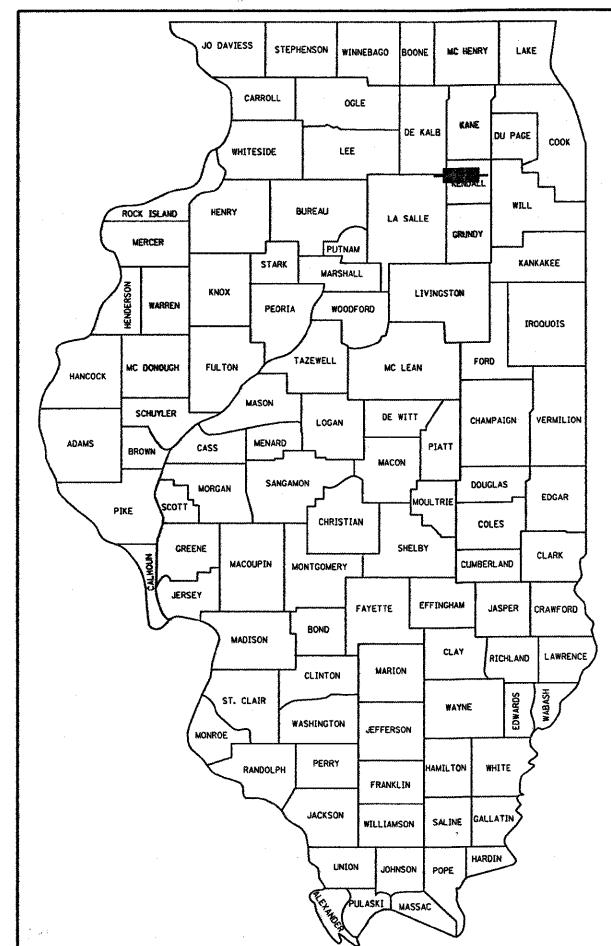 JO DAVIESS
STEPHENSON
WINNEBAGO
BOONE
MC HENRY
LAKE
CARROLL
OGLE
DE KALB
KANE
DU PAGE
COOK
WHITESIDE
LEE
KENDALL
WILL
ROCK ISLAND
HENRY
BUREAU
LA SALLE
GRUNDY
MERCER
PUTNAM
STARK
MARSHALL
KANKAKEE
HENDERSON
WARREN
KNOX
PEORIA
WOODFORD
LIVINGSTON
IROQUOIS
FORD
HANCOCK
MC DONOUGH
FULTON
TAZEWELL
MC LEAN
SCHUYLER
MASON
LOGAN
DE WITT
CHAMPAIGN
VERMILION
ADAMS
BROWN
CASS
MENARD
PIATT
MACON
PIKE
SCOTT
MORGAN
SANGAMON
CHRISTIAN
MOULTRIE
DOUGLAS
EDGAR
COLES
GREENE
CALHOUN
MACOUPIN
MONTGOMERY
SHELBY
CUMBERLAND
CLARK
JERSEY
FAYETTE
EFFINGHAM
JASPER
CRAWFORD
MADISON
BOND
CLAY
RICHLAND
LAWRENCE
CLINTON
MARION
ST. CLAIR
WAYNE
EDWARDS
WABASH
WASHINGTON
JEFFERSON
MONROE
RANDOLPH
PERRY
HAMILTON
WHITE
FRANKLIN
JACKSON
WILLIAMSON
SALINE
GALLATIN
UNION
JOHNSON
POPE
HARDIN
ALEXANDER
PULASKI
MASSAC